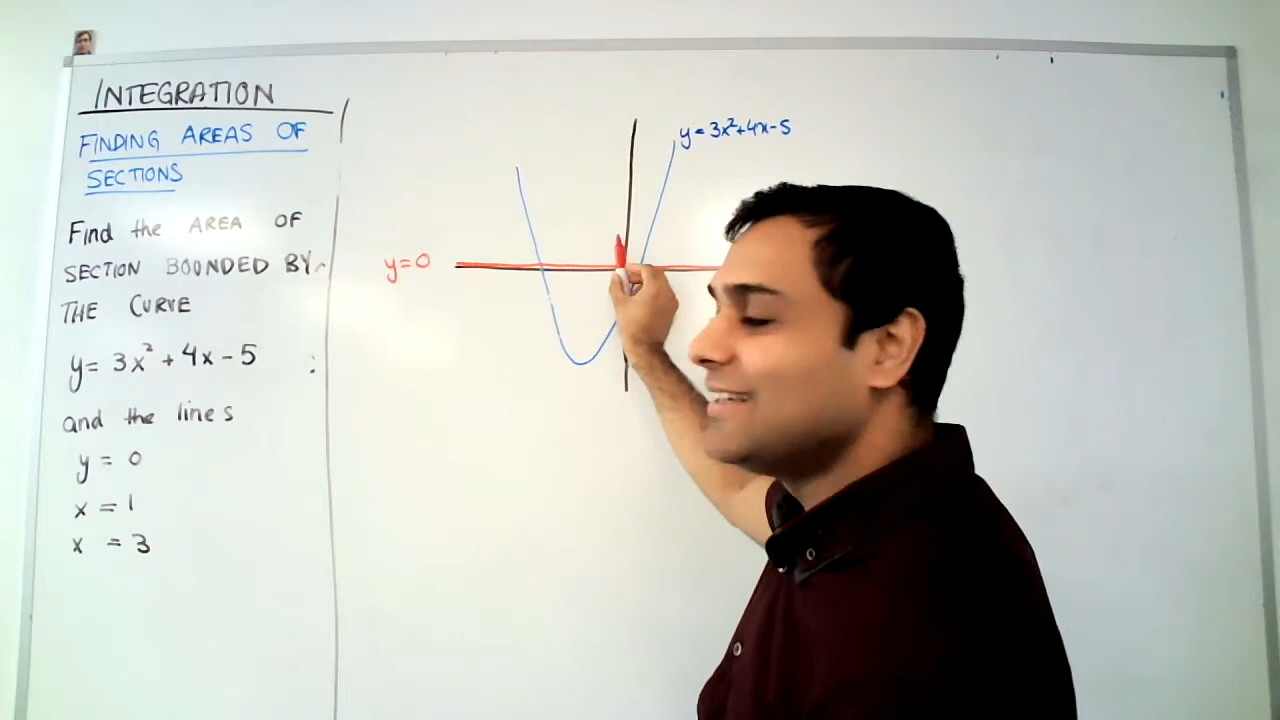 INTEGRATION
FINDING AREAS OF
SECTIONS
Find the AREA OF
SECTION BOUNDED BY
THE CURVE
y = 3x² + 4x - 5 :
and the lines
y = 0
x = 1
x = 3
y = 3x²+4x-5
y=0